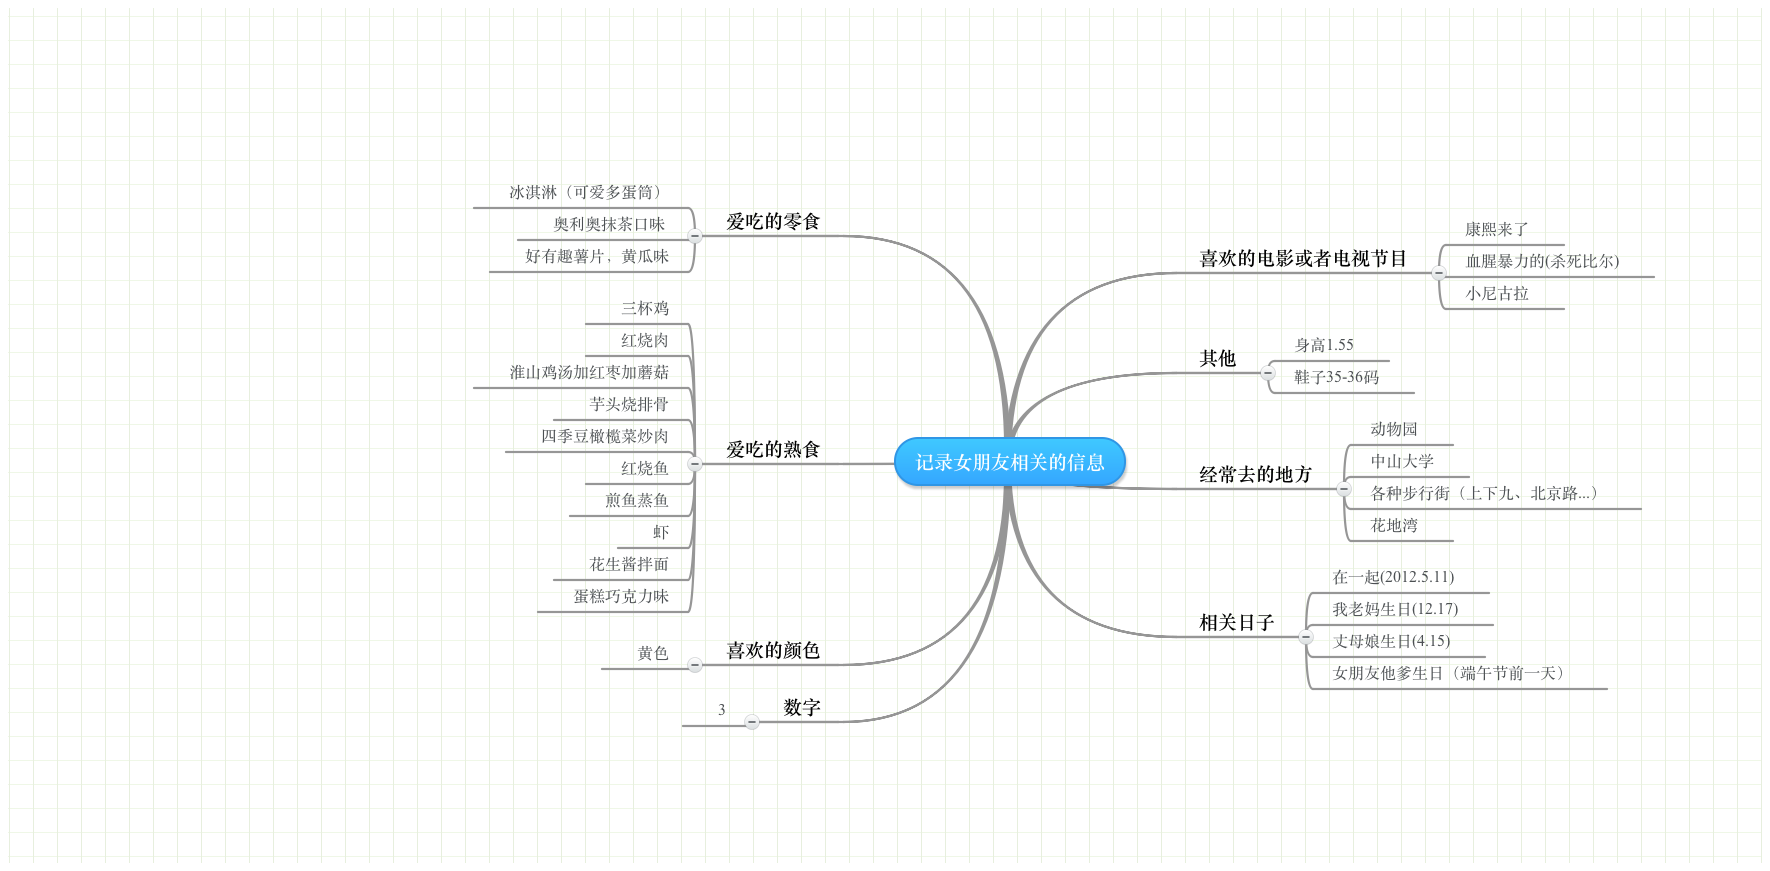 记录女朋友相关的信息
爱吃的零食
冰淇淋（可爱多蛋筒）
奥利奥抹茶口味
好有趣薯片，黄瓜味
爱吃的熟食
三杯鸡
红烧肉
淮山鸡汤加红枣加蘑菇
芋头烧排骨
四季豆橄榄菜炒肉
红烧鱼
煎鱼蒸鱼
虾
花生酱拌面
蛋糕巧克力味
喜欢的颜色
黄色
数字
3
喜欢的电影或者电视节目
康熙来了
血腥暴力的(杀死比尔)
小尼古拉
其他
身高1.55
鞋子35-36码
经常去的地方
动物园
中山大学
各种步行街（上下九、北京路...）
花地湾
相关日子
在一起(2012.5.11)
我老妈生日(12.17)
丈母娘生日(4.15)
女朋友他爹生日（端午节前一天）